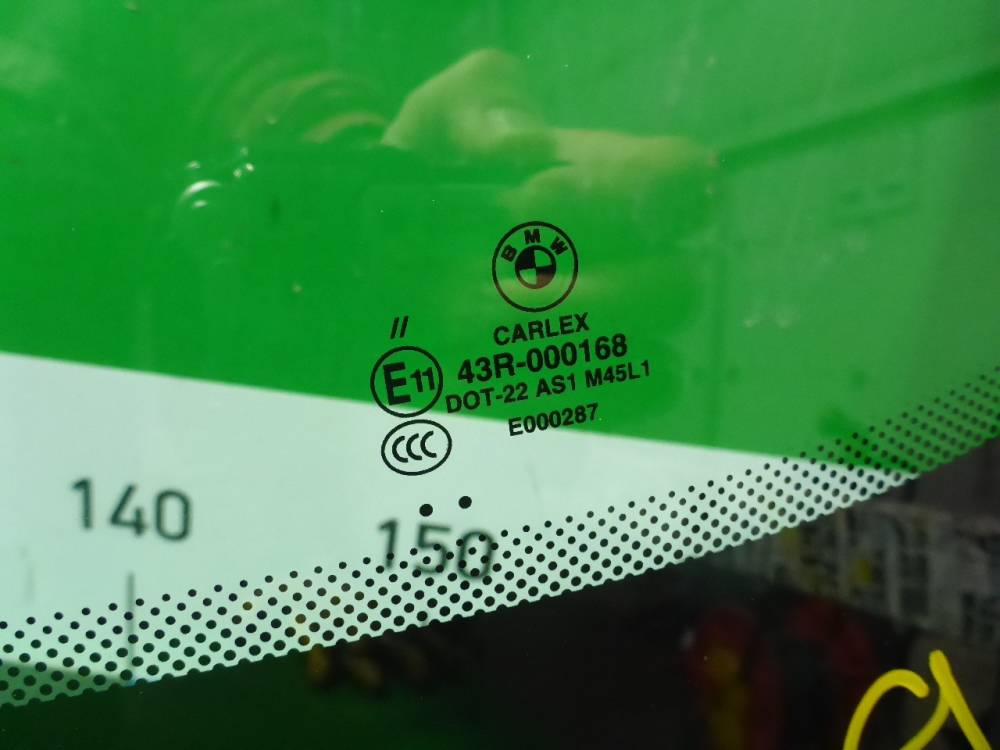 BMW
CARLEX
//
E11 43R-000168
DOT-22 AS1 M45L1
E000287
CCC
140
150